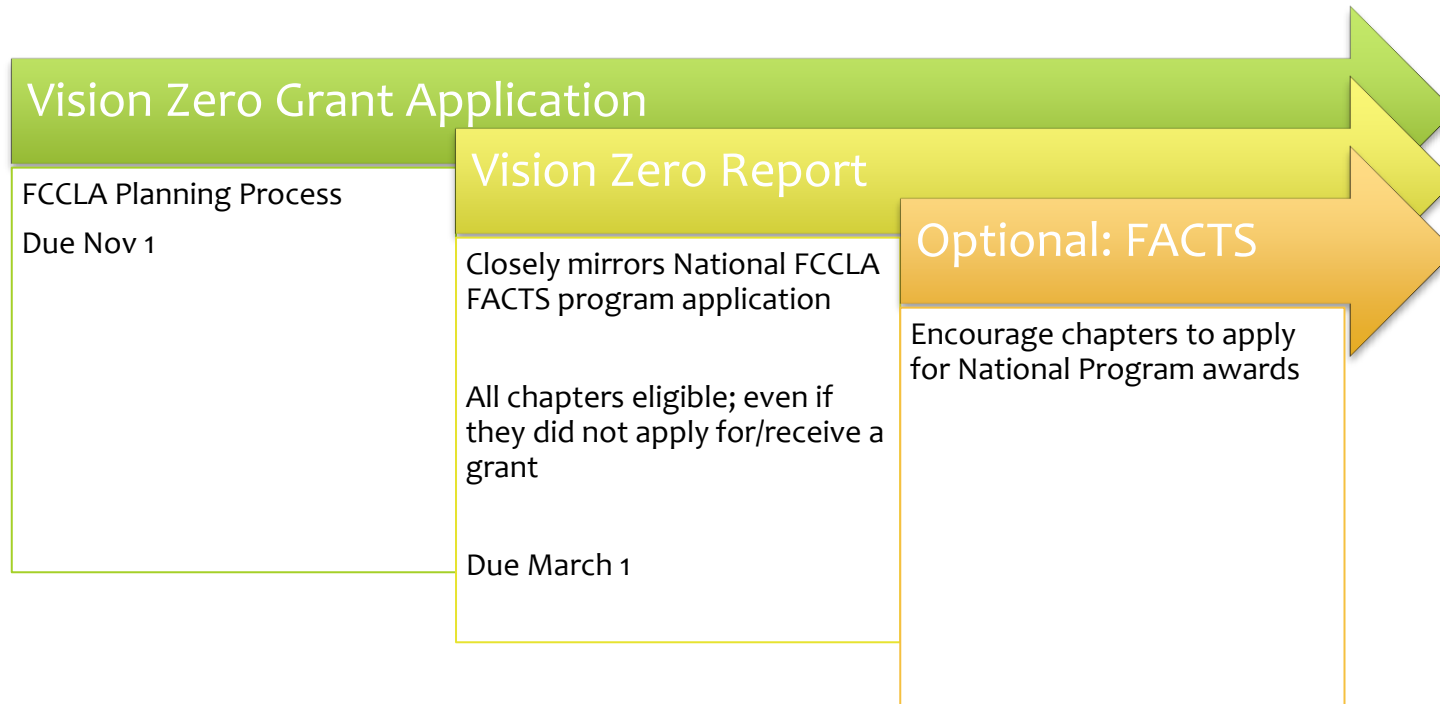 Vision Zero Grant Application
FCCLA Planning Process
Due Nov 1
Vision Zero Report
Closely mirrors National FCCLA
FACTS program application
All chapters eligible; even if
they did not apply for/receive a
grant
Due March 1
Optional: FACTS
Encourage chapters to apply
for National Program awards